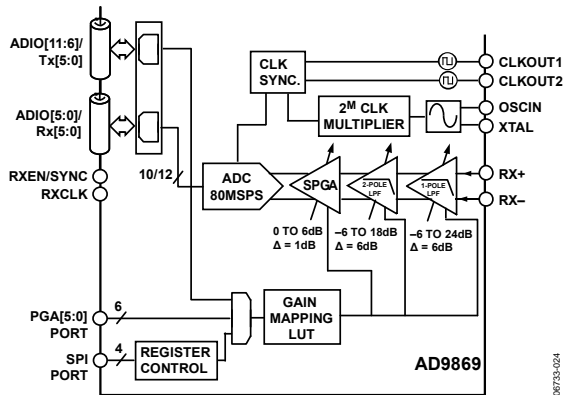 ADIO[11:6]/
Tx[5:0]
ADIO[5:0]/
Rx[5:0]
RXEN/SYNC
RXCLK
10/12
CLK
SYNC.
CLKOUT1
CLKOUT2
2M CLK
MULTIPLIER
OSCIN
XTAL
ADC
80MSPS
SPGA
2-POLE
LPF
1-POLE
LPF
RX+
RX–
0 TO 6dB
Δ = 1dB
–6 TO 18dB
Δ = 6dB
–6 TO 24dB
Δ = 6dB
PGA[5:0]
PORT
6
SPI
PORT
4
REGISTER
CONTROL
GAIN
MAPPING
LUT
AD9869
06733-024